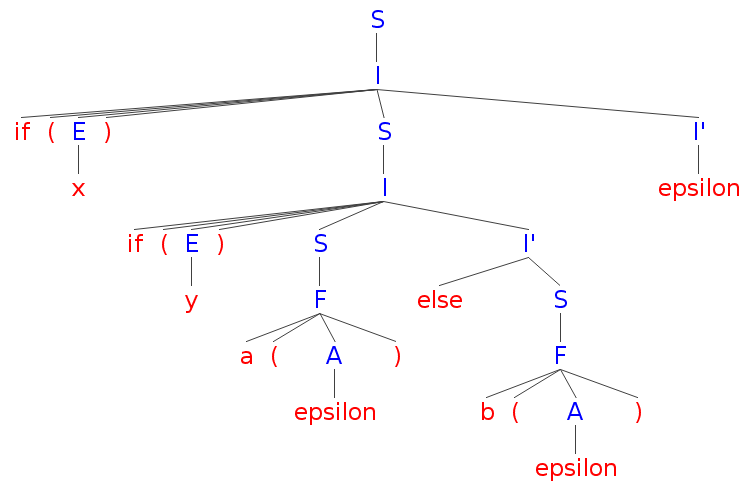 S
I
if ( E ) S I'
x I epsilon
if ( E ) S I'
y F else S
a ( A ) F
epsilon b ( A )
epsilon